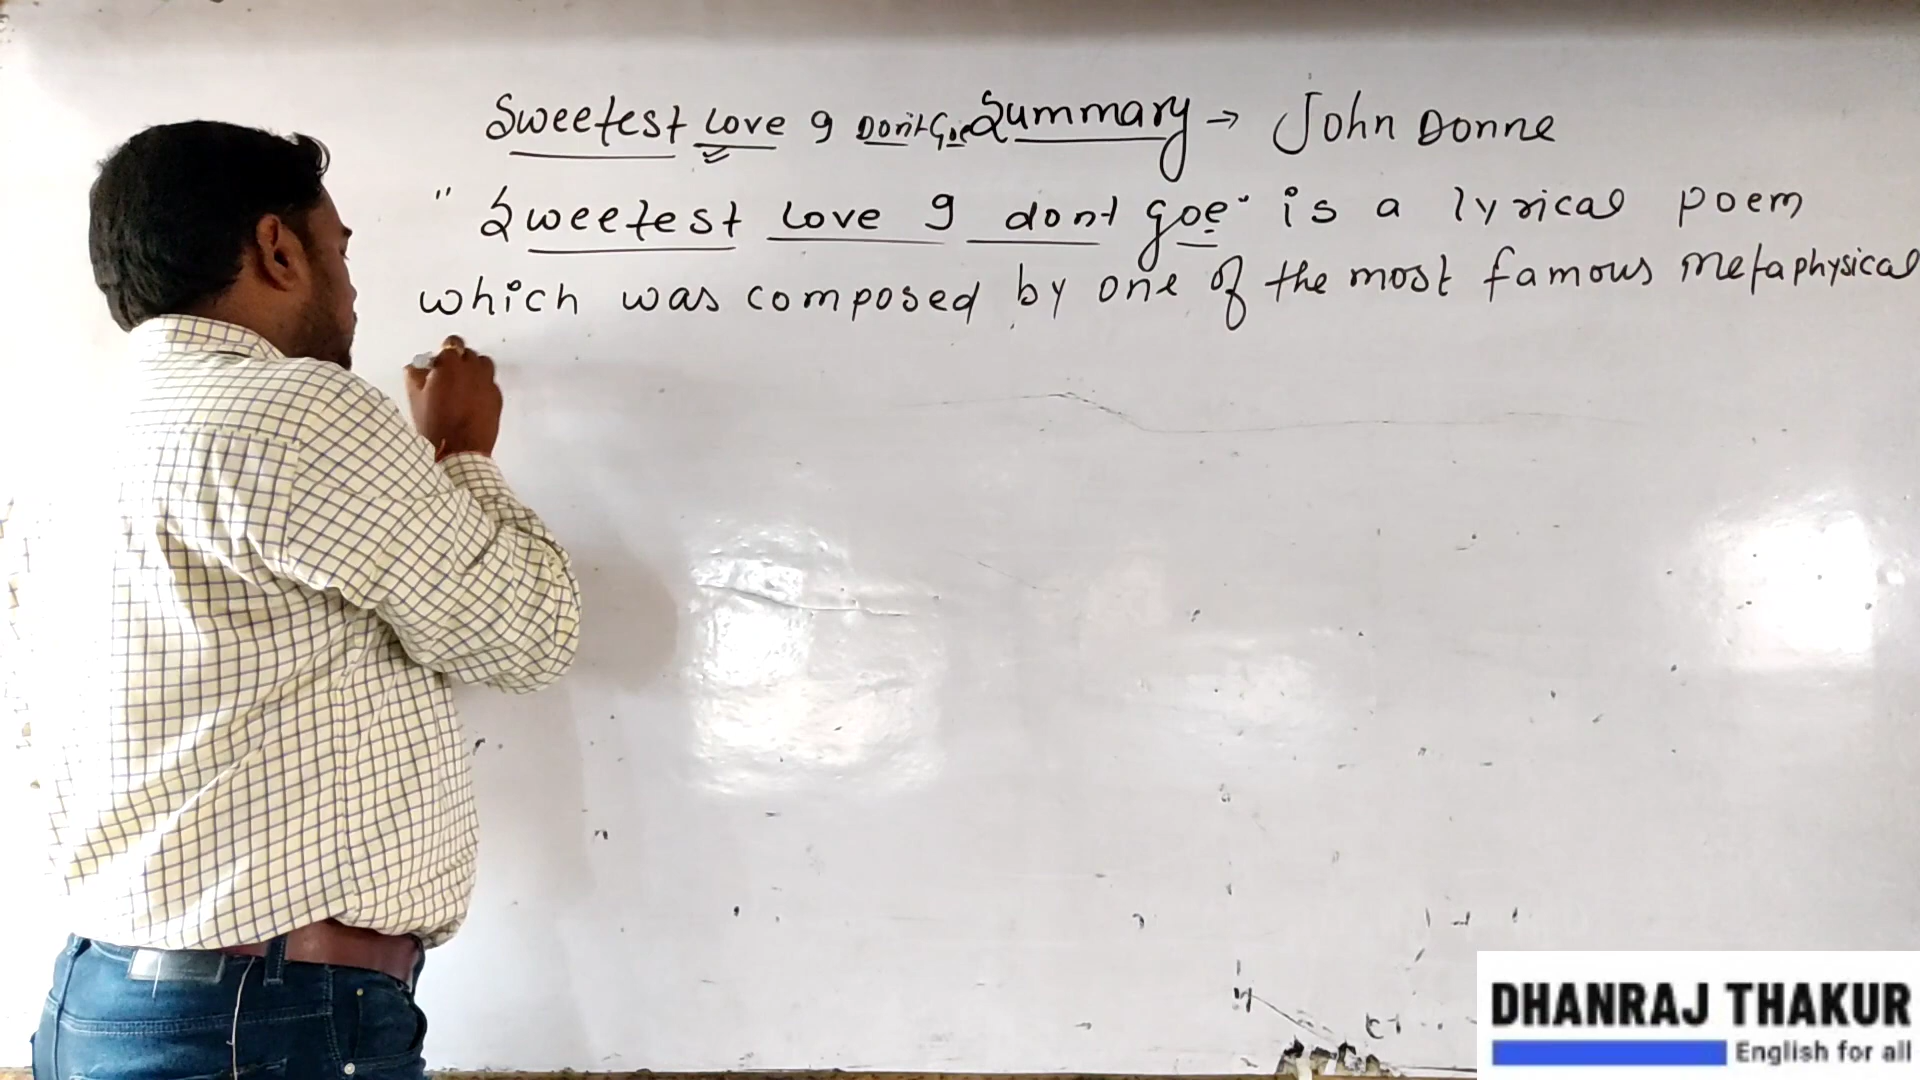 Sweetest Love I Don't Goe Summary → John Donne
"Sweetest Love I dont goe" is a lyrical poem
which was composed by one of the most famous metaphysical
DHANRAJ THAKUR
English for all